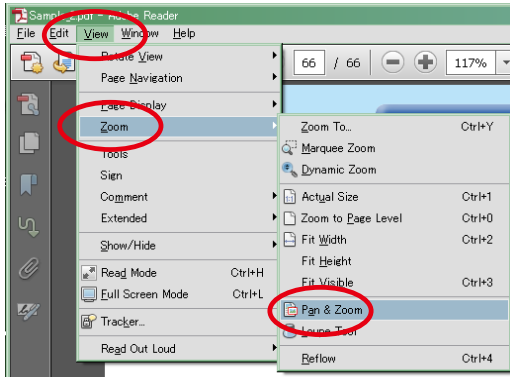 Sample2.pdf - Adobe Reader
File Edit View Window Help
Rotate View
66 / 66 117%
Page Navigation
Page Display
Zoom
Zoom To... Ctrl+Y
Marquee Zoom
Tools
Dynamic Zoom
Sign
Comment
Actual Size Ctrl+1
Extended
Zoom to Page Level Ctrl+0
Show/Hide
Fit Width Ctrl+2
Fit Height
Read Mode Ctrl+H
Fit Visible Ctrl+3
Full Screen Mode Ctrl+L
Pan & Zoom
Tracker...
Loupe Tool
Read Out Loud
Reflow Ctrl+4